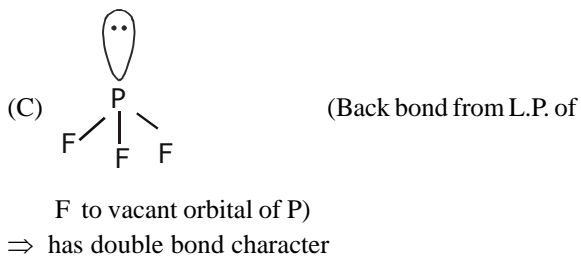 P
(C) (Back bond from L.P. of
F F F
F to vacant orbital of P)
⇒ has double bond character